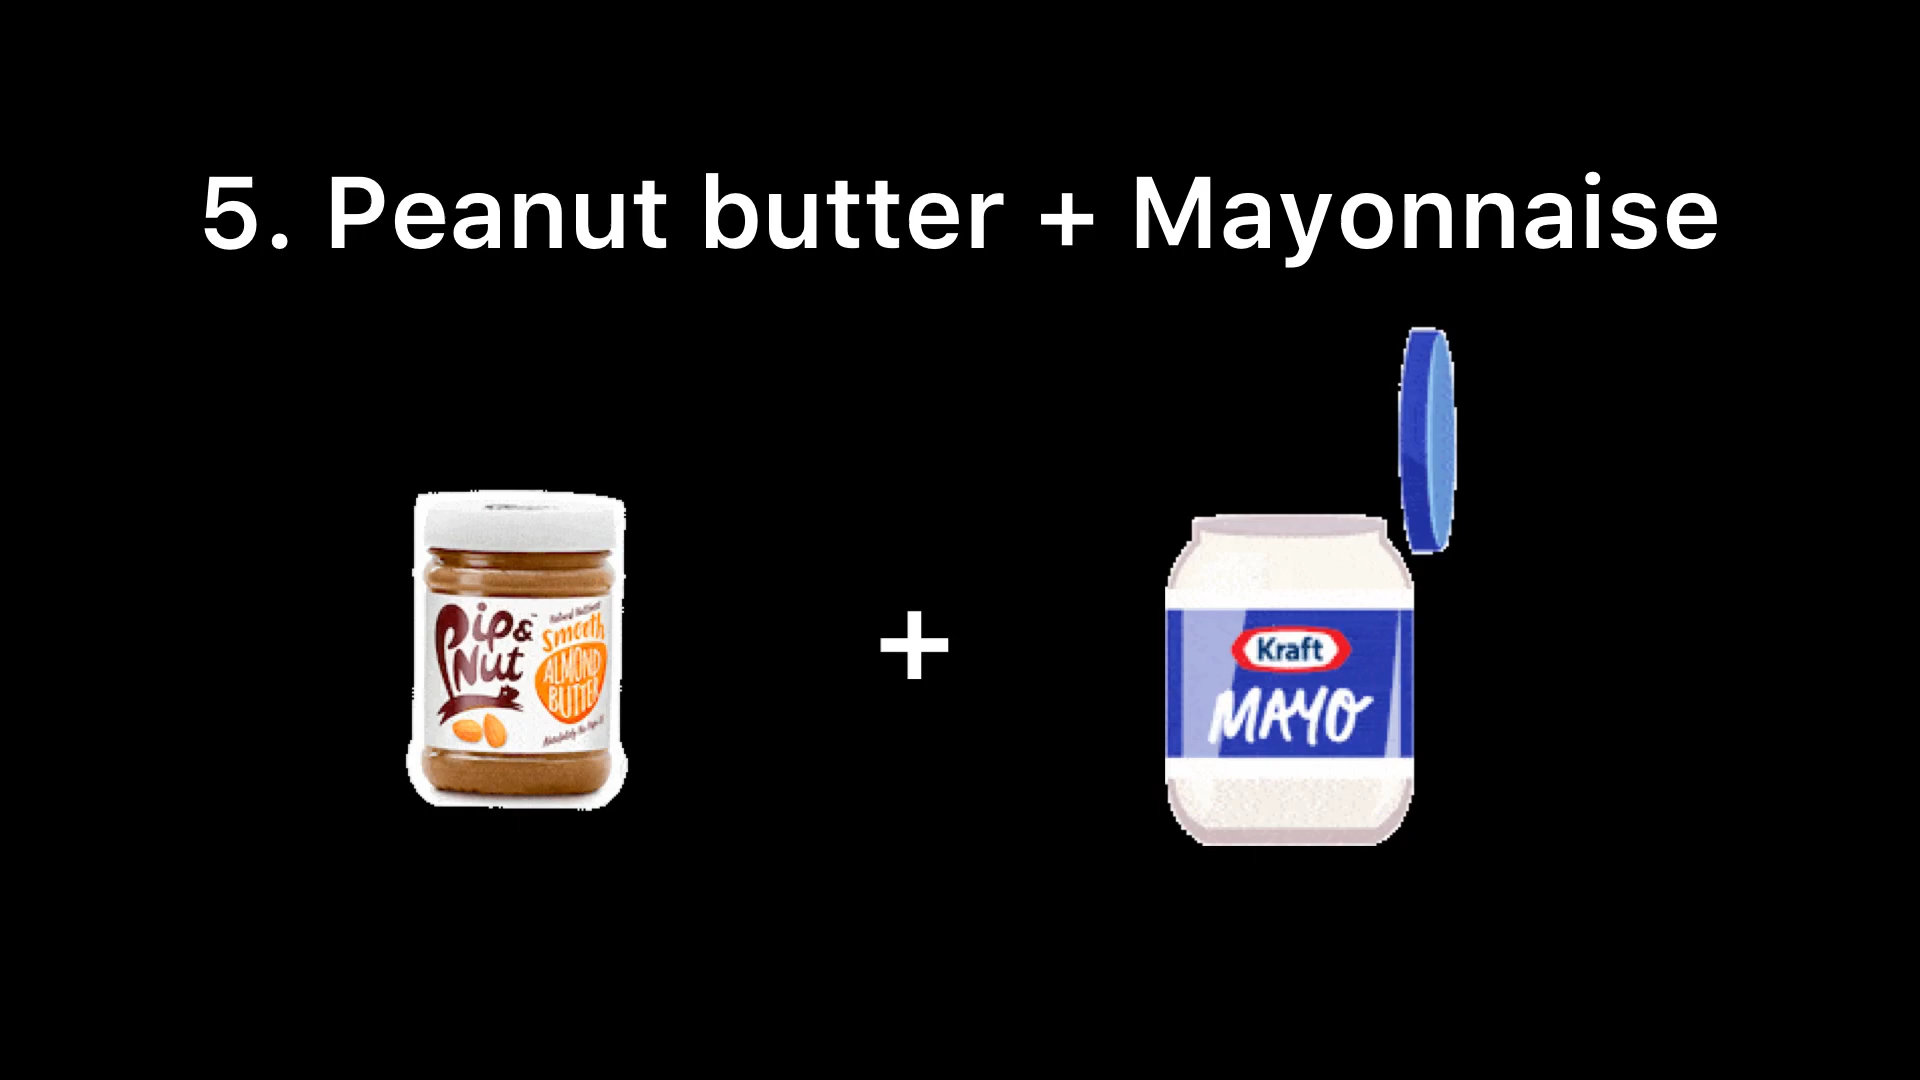 5. Peanut butter + Mayonnaise
Pip &
Nut
Smooth
ALMOND
BUTTER
+
Kraft
MAYO